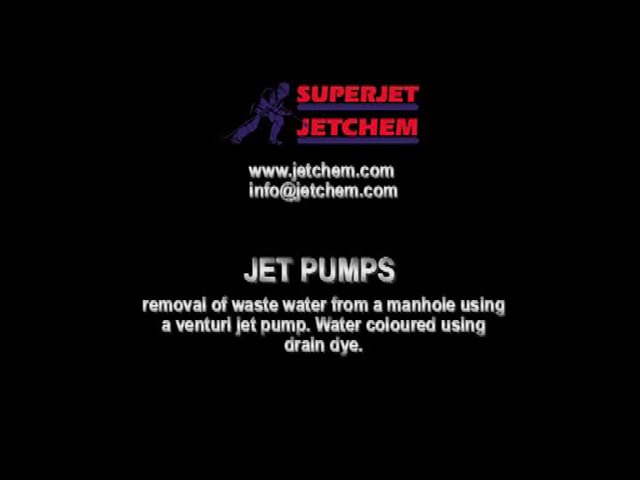 SUPERJET
JETCHEM
www.jetchem.com
info@jetchem.com
JET PUMPS
removal of waste water from a manhole using
a venturi jet pump. Water coloured using
drain dye.